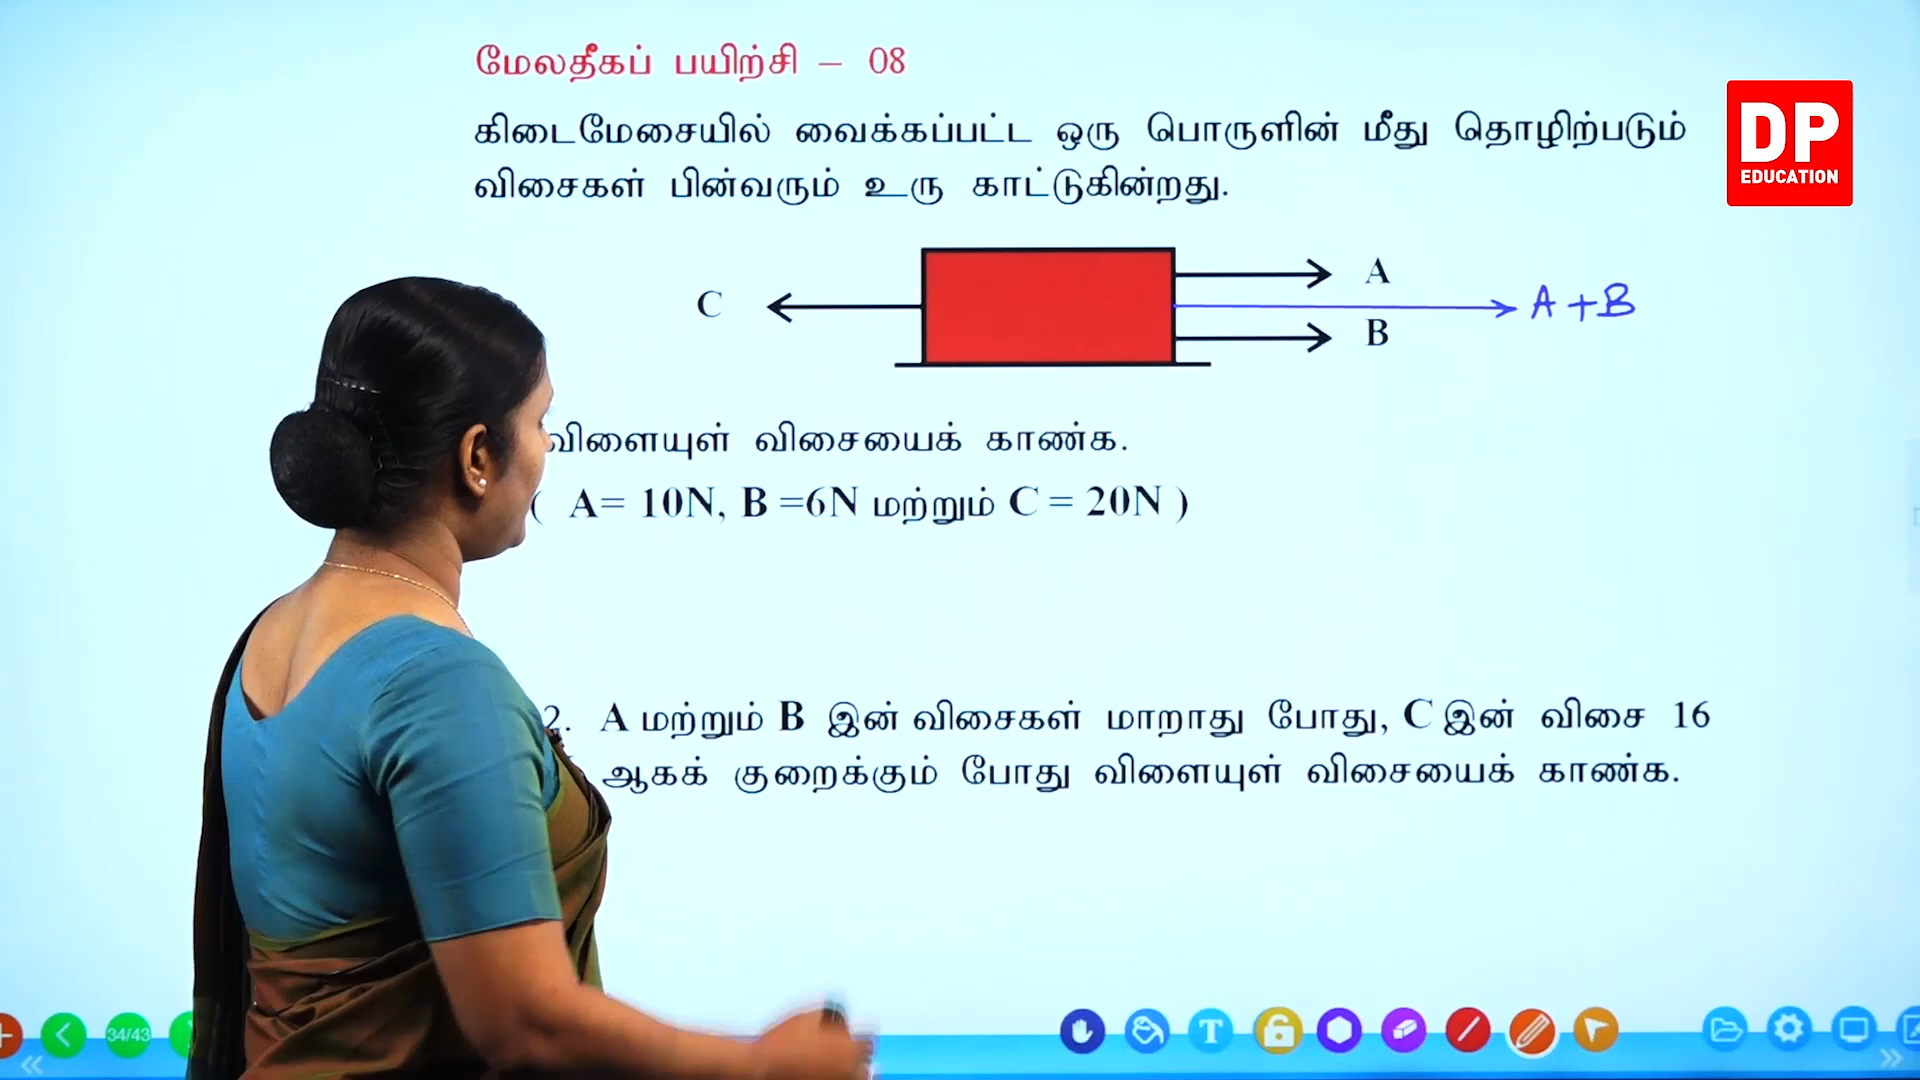 மேலதீகப் பயிற்சி – 08
DP
EDUCATION
கிடைமேசையில் வைக்கப்பட்ட ஒரு பொருளின் மீது தொழிற்படும்
விசைகள் பின்வரும் உரு காட்டுகின்றது.
A
C
A+B
B
விளையுள் விசையைக் காண்க.
( A= 10N, B =6N மற்றும் C = 20N )
2. A மற்றும் B இன் விசைகள் மாறாது போது, C இன் விசை 16
ஆகக் குறைக்கும் போது விளையுள் விசையைக் காண்க.
34/43
T